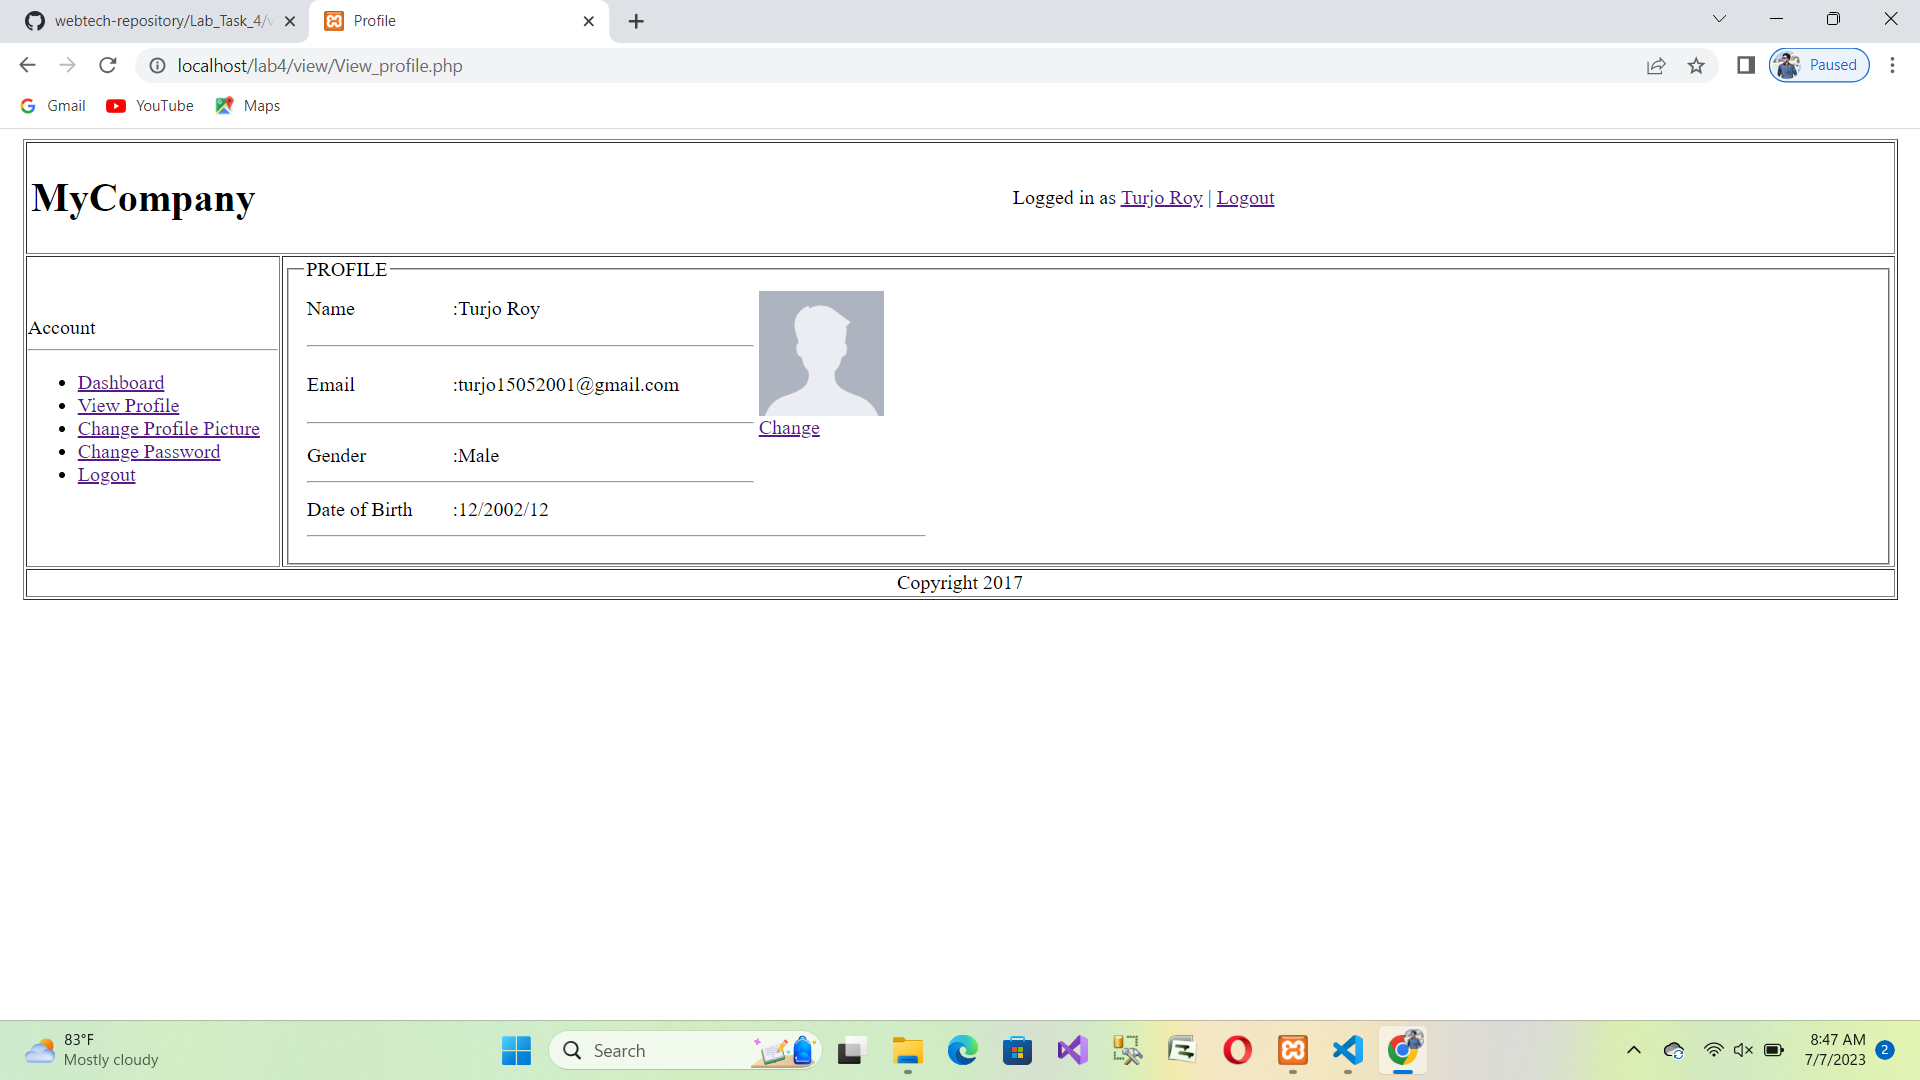 webtech-repository/Lab_Task_4/v
Profile
localhost/lab4/view/View_profile.php
Paused
Gmail
YouTube
Maps
MyCompany
Logged in as Turjo Roy | Logout
Account
Dashboard
View Profile
Change Profile Picture
Change Password
Logout
PROFILE
Name :Turjo Roy
Email :turjo15052001@gmail.com
Change
Gender :Male
Date of Birth :12/2002/12
Copyright 2017
83°F
Mostly cloudy
Search
8:47 AM
7/7/2023
2